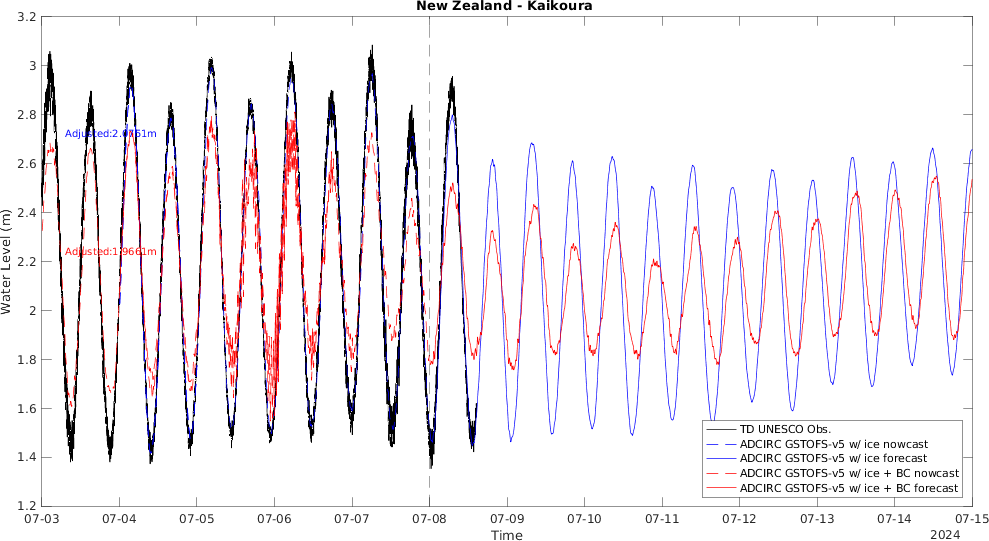 New Zealand - Kaikoura
3.2
3
2.8
2.6
2.4
2.2
2
1.8
1.6
1.4
1.2
Water Level (m)
Adjusted:2.0761m
Adjusted:1.9661m
TD UNESCO Obs.
ADCIRC GSTOFS-v5 w/ ice nowcast
ADCIRC GSTOFS-v5 w/ ice forecast
ADCIRC GSTOFS-v5 w/ ice + BC nowcast
ADCIRC GSTOFS-v5 w/ ice + BC forecast
07-03 07-04 07-05 07-06 07-07 07-08 07-09 07-10 07-11 07-12 07-13 07-14 07-15
Time
2024